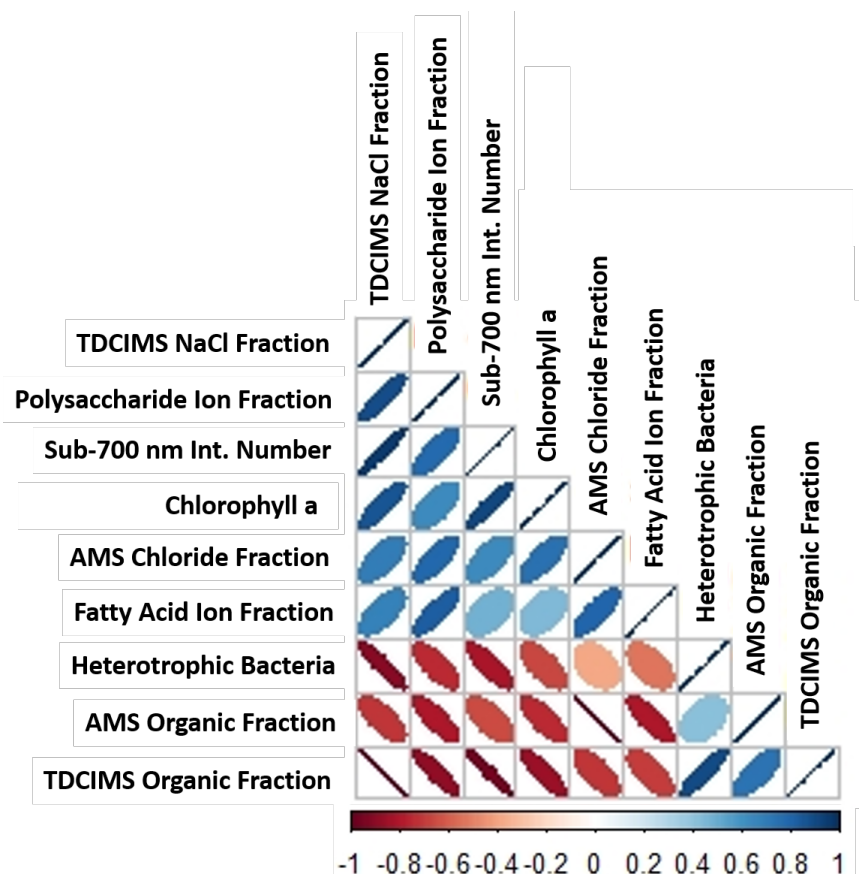 TDCIMS NaCl Fraction
Polysaccharide Ion Fraction
Sub-700 nm Int. Number
Chlorophyll a
AMS Chloride Fraction
Fatty Acid Ion Fraction
Heterotrophic Bacteria
AMS Organic Fraction
TDCIMS Organic Fraction
TDCIMS NaCl Fraction
Polysaccharide Ion Fraction
Sub-700 nm Int. Number
Chlorophyll a
AMS Chloride Fraction
Fatty Acid Ion Fraction
Heterotrophic Bacteria
AMS Organic Fraction
TDCIMS Organic Fraction
-1 -0.8 -0.6 -0.4 -0.2 0 0.2 0.4 0.6 0.8 1